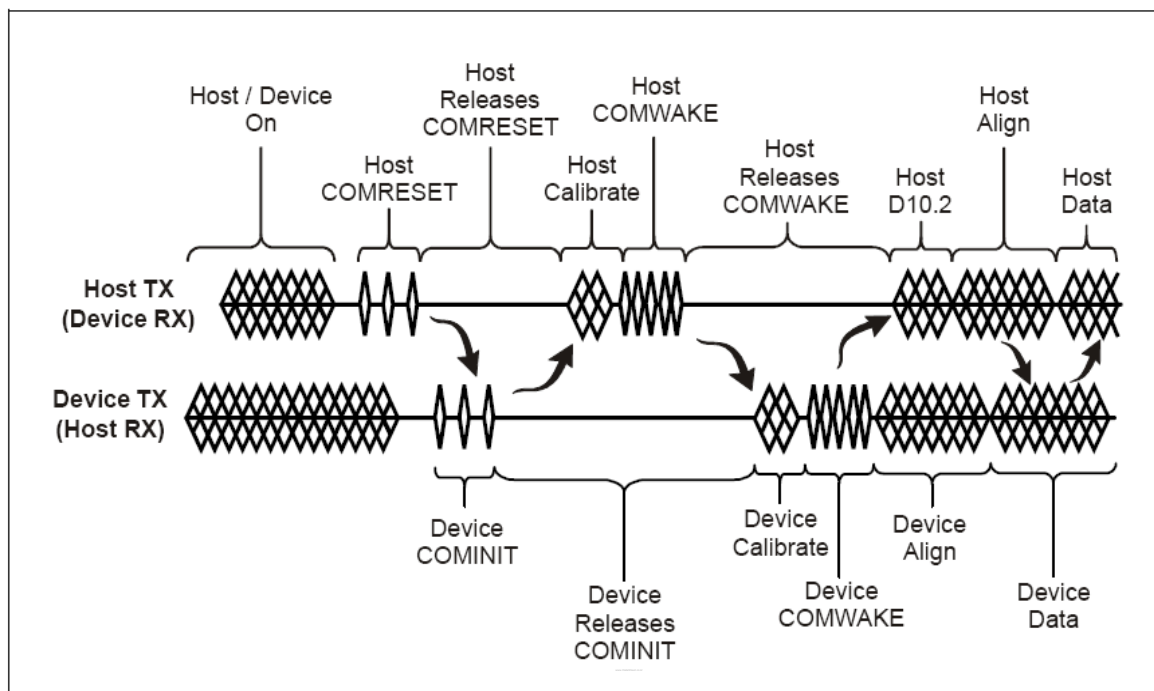 Host / Device
On
Host
COMRESET
Host
Releases
COMRESET
Host
Calibrate
Host
COMWAKE
Host
Releases
COMWAKE
Host
D10.2
Host
Align
Host
Data
Host TX
(Device RX)
Device TX
(Host RX)
Device
COMINIT
Device
Releases
COMINIT
Device
Calibrate
Device
COMWAKE
Device
Align
Device
Data